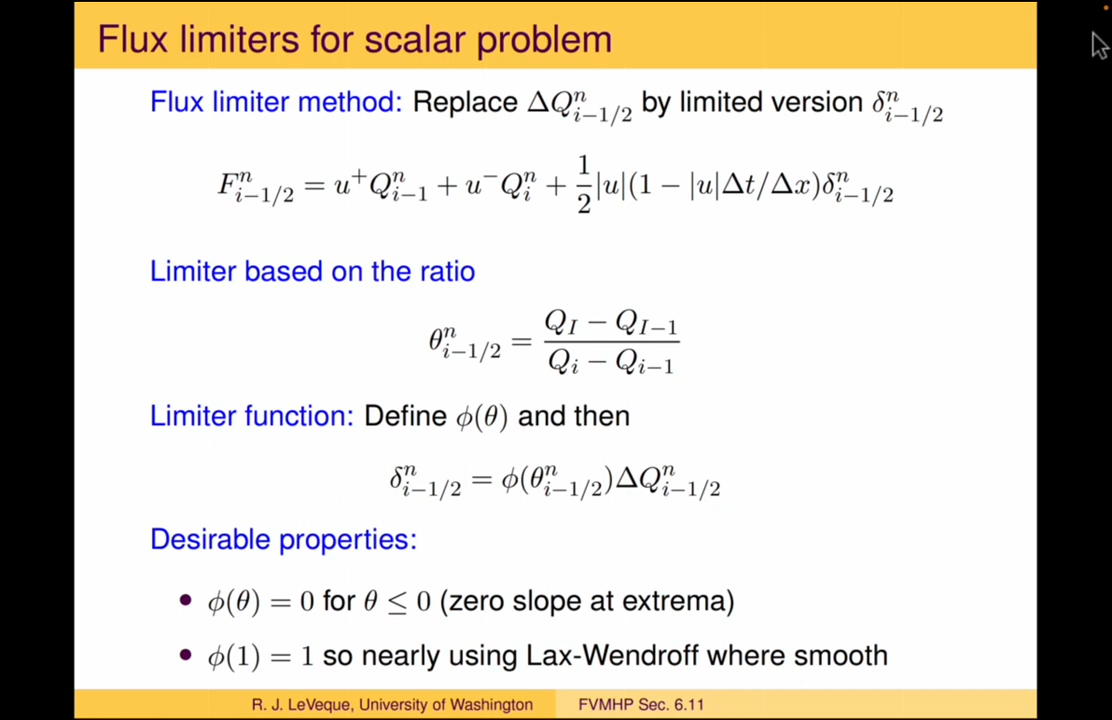 Flux limiters for scalar problem
Flux limiter method: Replace ΔQ^n_{i−1/2} by limited version δ^n_{i−1/2}
F^n_{i−1/2} = u^+Q^n_{i−1} + u^−Q^n_i + \frac{1}{2}|u|(1 − |u|Δt/Δx)δ^n_{i−1/2}
Limiter based on the ratio
θ^n_{i−1/2} = \frac{Q_I − Q_{I−1}}{Q_i − Q_{i−1}}
Limiter function: Define ϕ(θ) and then
δ^n_{i−1/2} = ϕ(θ^n_{i−1/2})ΔQ^n_{i−1/2}
Desirable properties:
• ϕ(θ) = 0 for θ ≤ 0 (zero slope at extrema)
• ϕ(1) = 1 so nearly using Lax-Wendroff where smooth
R. J. LeVeque, University of Washington FVMHP Sec. 6.11